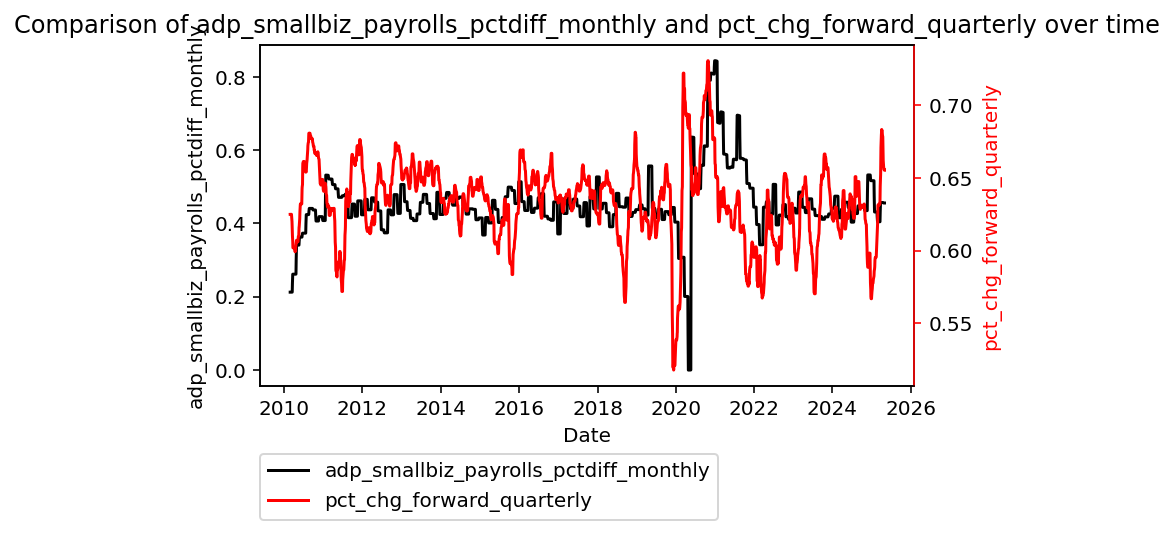 Comparison of adp_smallbiz_payrolls_pctdiff_monthly and pct_chg_forward_quarterly over time
adp_smallbiz_payrolls_pctdiff_monthly
0.8
0.6
0.4
0.2
0.0
0.70
0.65
0.60
0.55
pct_chg_forward_quarterly
2010 2012 2014 2016 2018 2020 2022 2024 2026
Date
adp_smallbiz_payrolls_pctdiff_monthly
pct_chg_forward_quarterly